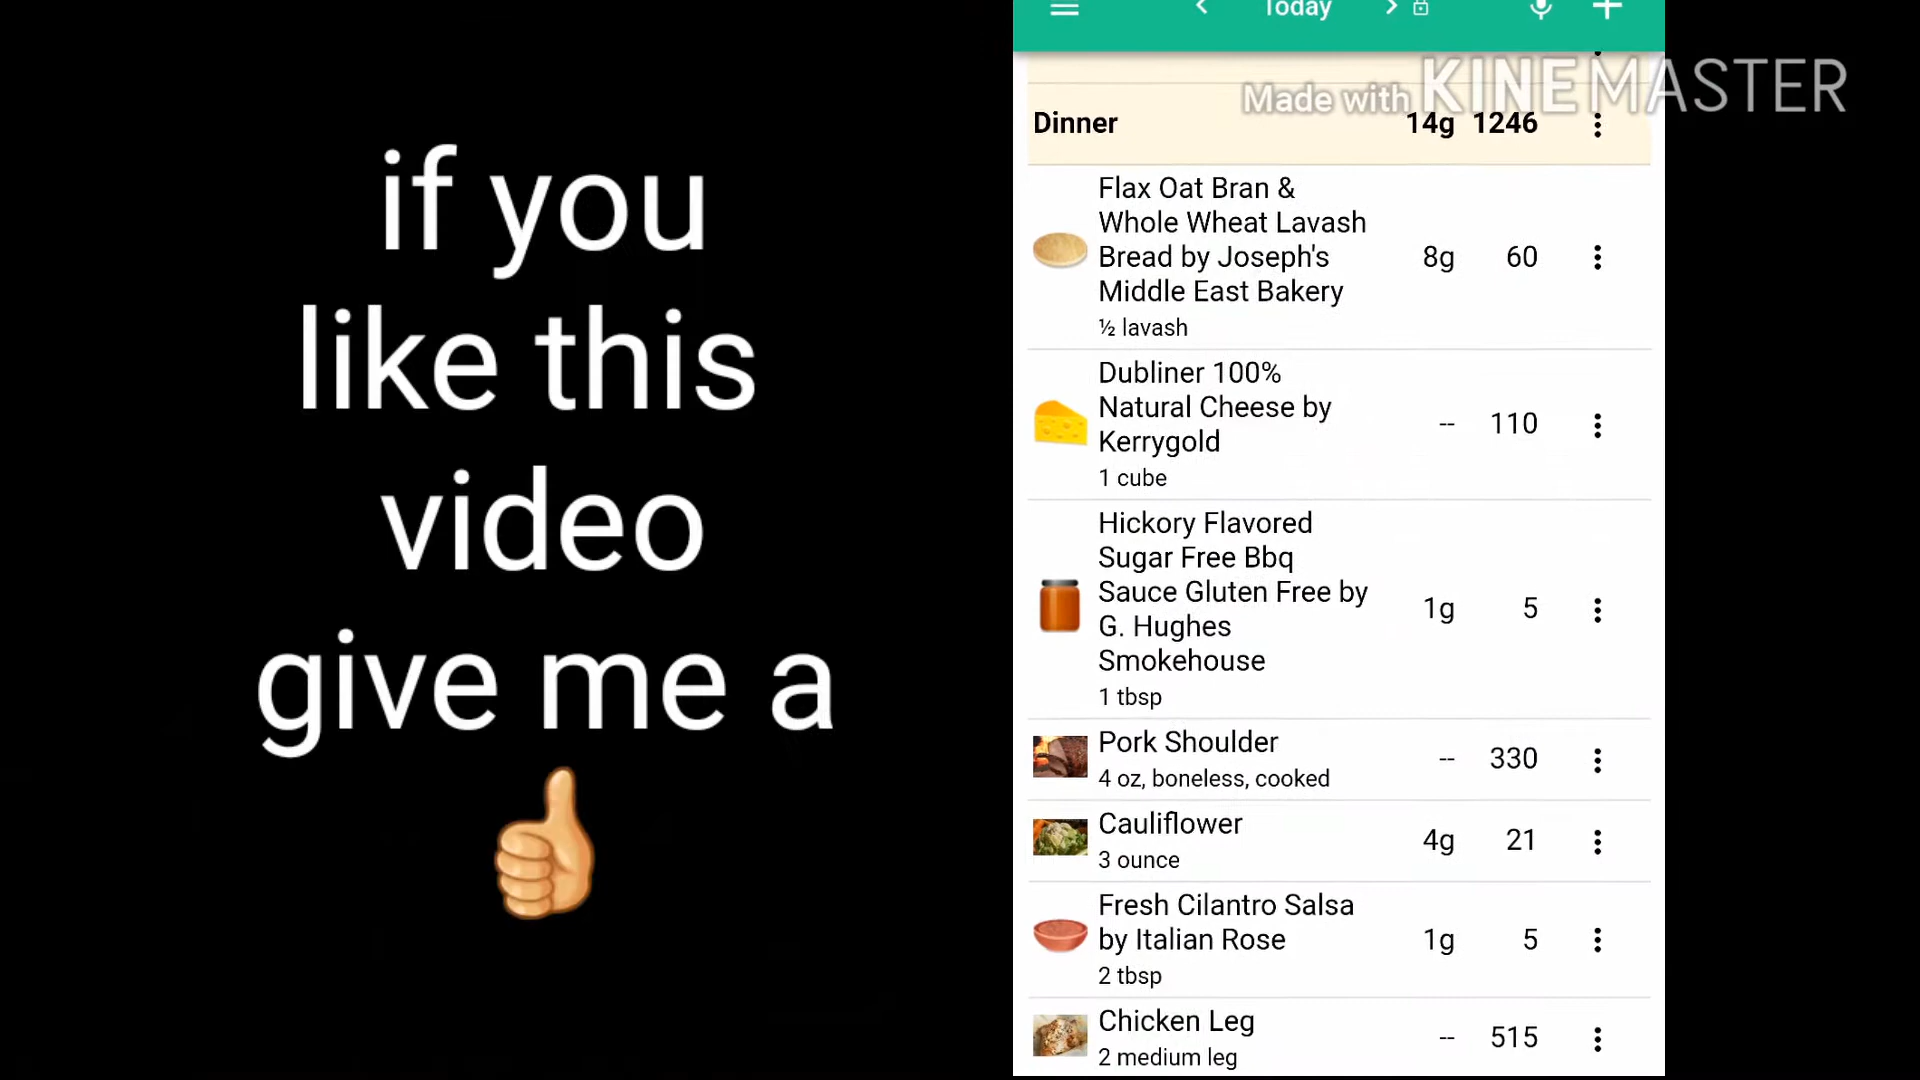 if you
like this
video
give me a
Today
Made with KINEMASTER
Dinner 14g 1246
Flax Oat Bran &
Whole Wheat Lavash
Bread by Joseph's
Middle East Bakery
½ lavash
8g 60
Dubliner 100%
Natural Cheese by
Kerrygold
1 cube
-- 110
Hickory Flavored
Sugar Free Bbq
Sauce Gluten Free by
G. Hughes
Smokehouse
1 tbsp
1g 5
Pork Shoulder
4 oz, boneless, cooked
-- 330
Cauliflower
3 ounce
4g 21
Fresh Cilantro Salsa
by Italian Rose
2 tbsp
1g 5
Chicken Leg
2 medium leg
-- 515